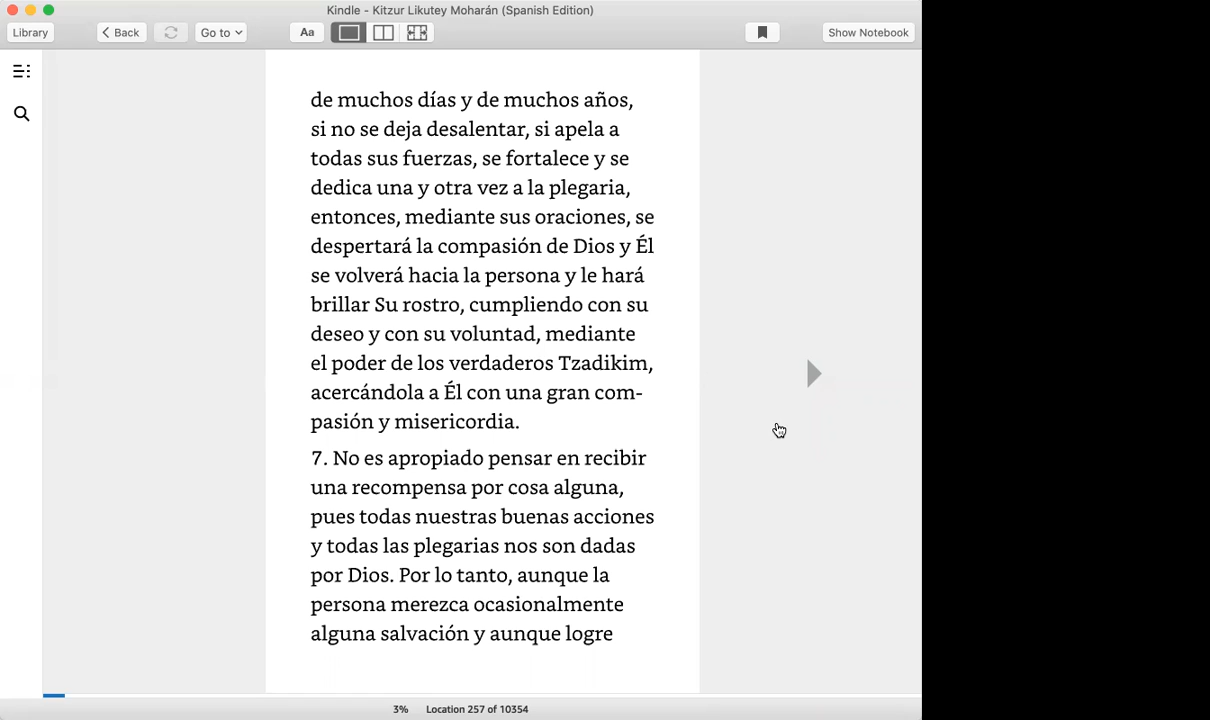 Kindle - Kitzur Likutey Moharán (Spanish Edition)
Library
Back
Go to
Aa
Show Notebook
de muchos días y de muchos años,
si no se deja desalentar, si apela a
todas sus fuerzas, se fortalece y se
dedica una y otra vez a la plegaria,
entonces, mediante sus oraciones, se
despertará la compasión de Dios y Él
se volverá hacia la persona y le hará
brillar Su rostro, cumpliendo con su
deseo y con su voluntad, mediante
el poder de los verdaderos Tzadikim,
acercándola a Él con una gran com-
pasión y misericordia.
7. No es apropiado pensar en recibir
una recompensa por cosa alguna,
pues todas nuestras buenas acciones
y todas las plegarias nos son dadas
por Dios. Por lo tanto, aunque la
persona merezca ocasionalmente
alguna salvación y aunque logre
3%
Location 257 of 10354